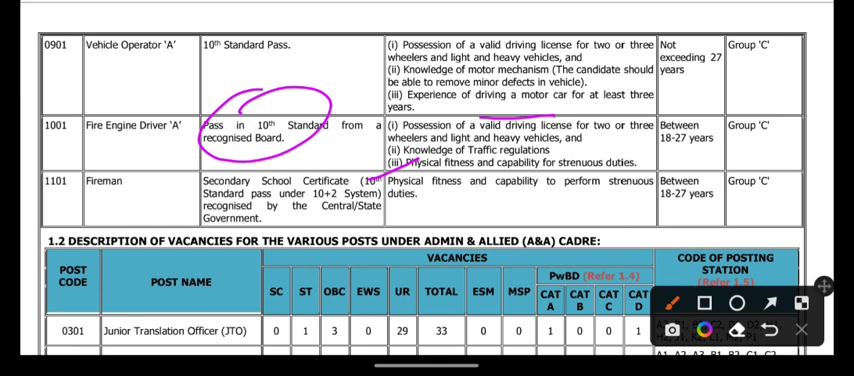 0901 Vehicle Operator ‘A’ 10th Standard Pass. (i) Possession of a valid driving license for two or three Not Group ‘C’
wheelers and light and heavy vehicles, and exceeding 27
(ii) Knowledge of motor mechanism (The candidate should years
be able to remove minor defects in vehicle).
(iii) Experience of driving a motor car for at least three
years.
1001 Fire Engine Driver ‘A’ Pass in 10th Standard from a (i) Possession of a valid driving license for two or three Between Group ‘C’
recognised Board. wheelers and light and heavy vehicles, and 18-27 years
(ii) Knowledge of Traffic regulations
(iii) Physical fitness and capability for strenuous duties.
1101 Fireman Secondary School Certificate (10th Physical fitness and capability to perform strenuous Between Group ‘C’
Standard pass under 10+2 System) duties. 18-27 years
recognised by the Central/State
Government.
1.2 DESCRIPTION OF VACANCIES FOR THE VARIOUS POSTS UNDER ADMIN & ALLIED (A&A) CADRE:
POST CODE POST NAME VACANCIES CODE OF POSTING STATION (Refer 1.5)
SC ST OBC EWS UR TOTAL ESM MSP PwBD (Refer 1.4)
CAT A CAT B CAT C CAT D
0301 Junior Translation Officer (JTO) 0 1 3 0 29 33 0 0 1 0 0 1